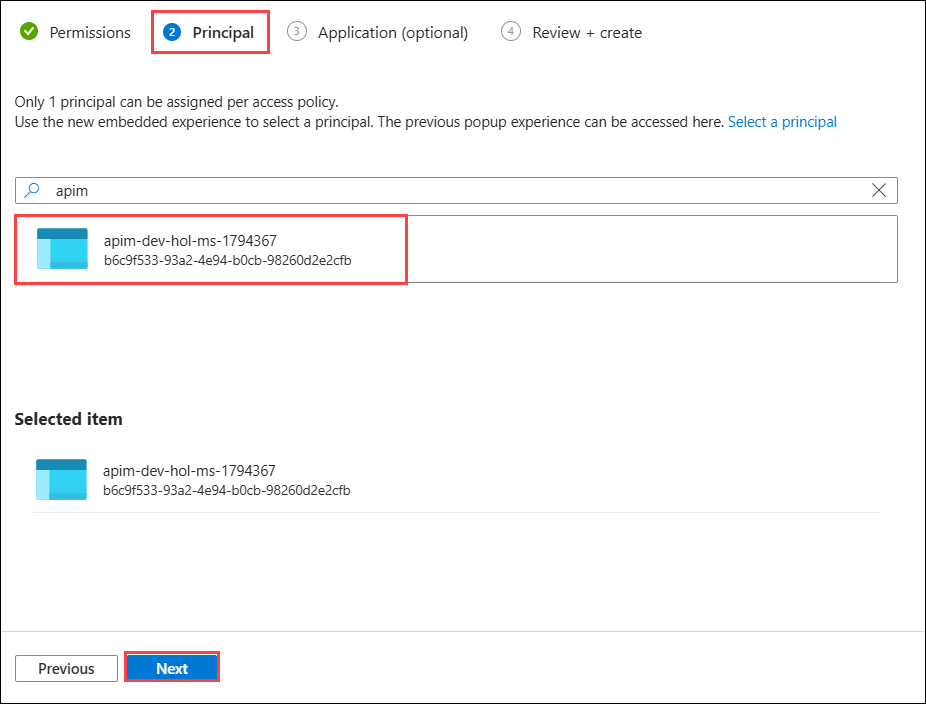 Permissions
2 Principal
3 Application (optional)
4 Review + create
Only 1 principal can be assigned per access policy.
Use the new embedded experience to select a principal. The previous popup experience can be accessed here. Select a principal
apim
apim-dev-hol-ms-1794367
b6c9f533-93a2-4e94-b0cb-98260d2e2cfb
Selected item
apim-dev-hol-ms-1794367
b6c9f533-93a2-4e94-b0cb-98260d2e2cfb
Previous
Next